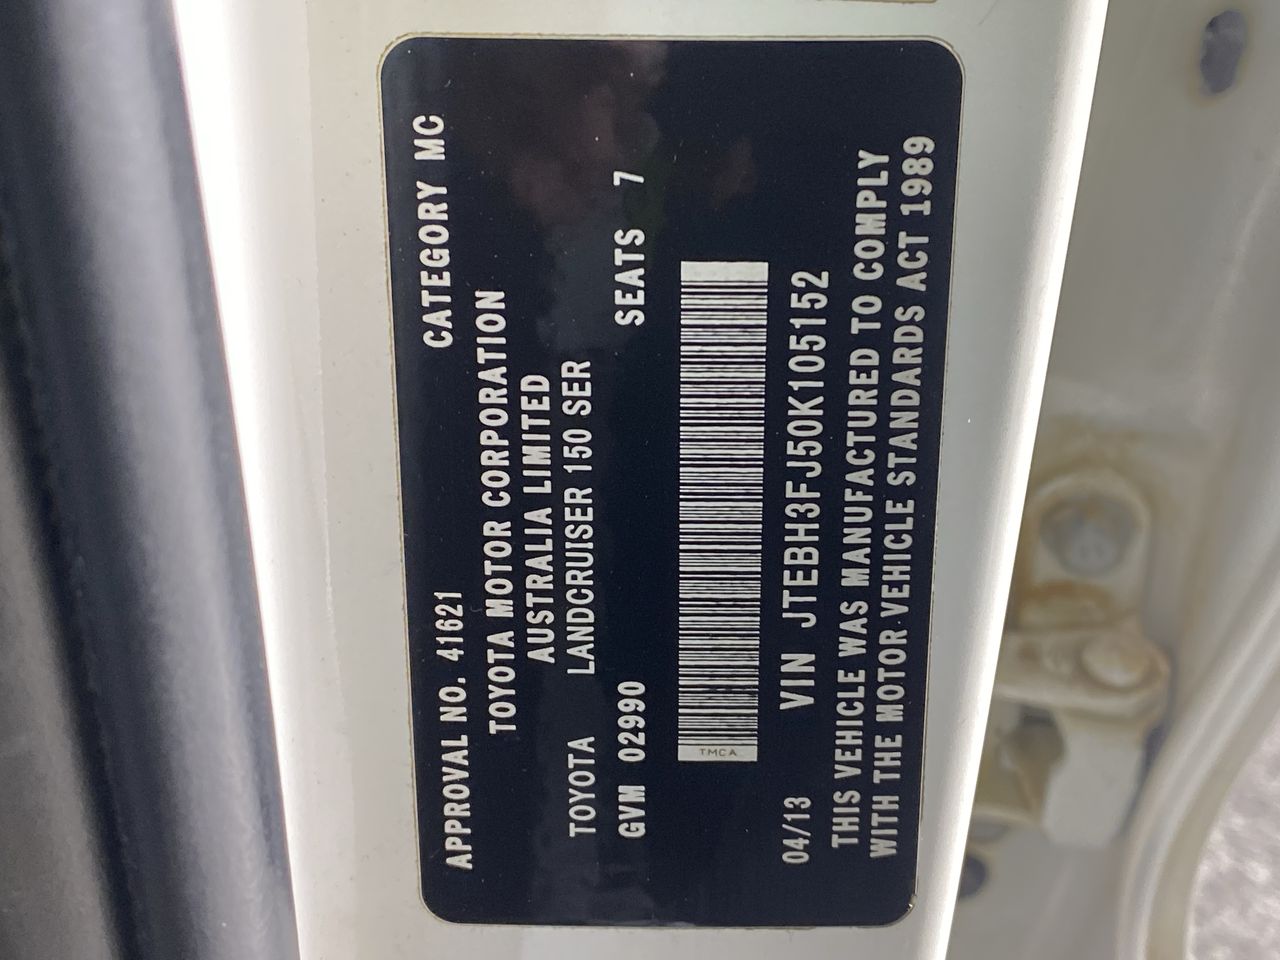 APPROVAL NO. 41621 CATEGORY MC
TOYOTA MOTOR CORPORATION
AUSTRALIA LIMITED
TOYOTA LANDCRUISER 150 SER
GVM 02990 SEATS 7
TMCA
04/13 VIN JTEBH3FJ50K105152
THIS VEHICLE WAS MANUFACTURED TO COMPLY
WITH THE MOTOR VEHICLE STANDARDS ACT 1989